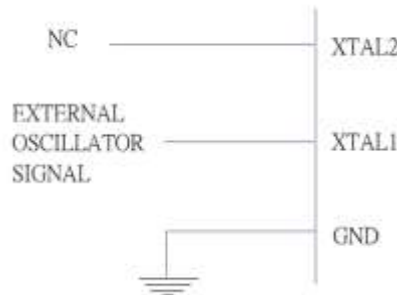 NC
XTAL2
EXTERNAL
OSCILLATOR
SIGNAL
XTAL1
GND